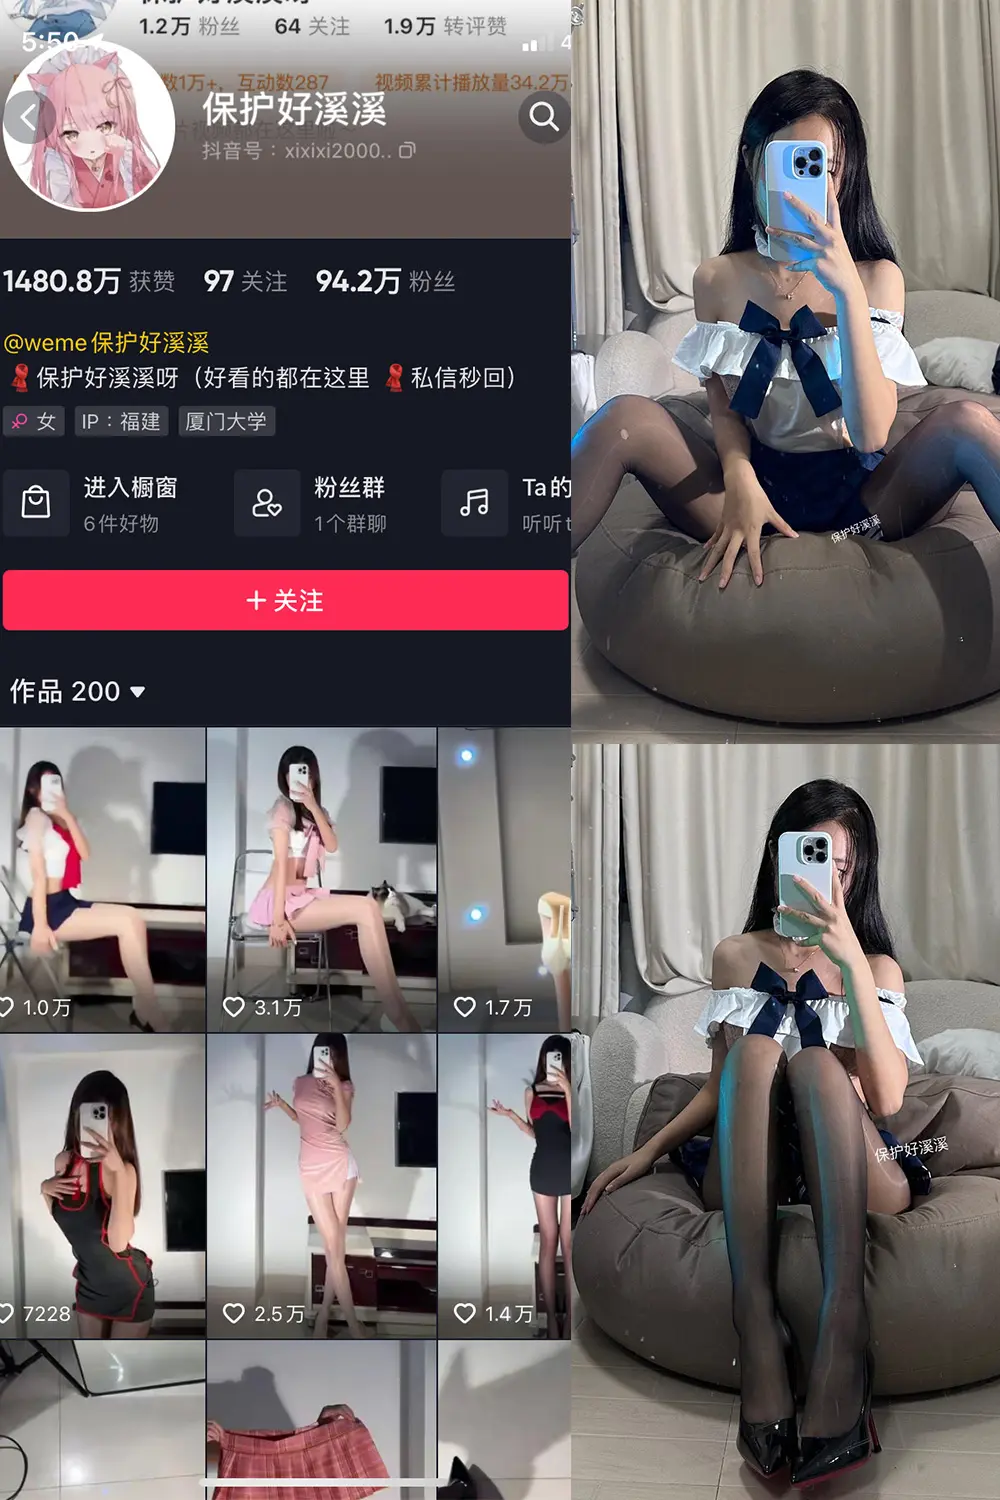 1.2万 粉丝 64 关注 1.9万 转评赞
5:50
数1万+，互动数287 视频累计播放量34.2万
保护好溪溪
抖音号：xixixi2000..
1480.8万 获赞 97 关注 94.2万 粉丝
@weme保护好溪溪
保护好溪溪呀（好看的都在这里 私信秒回）
女 IP：福建 厦门大学
进入橱窗 粉丝群 Ta的
6件好物 1个群聊 听听t
+ 关注
作品 200
1.0万 3.1万 1.7万
7228 2.5万 1.4万
保护好溪溪
保护好溪溪